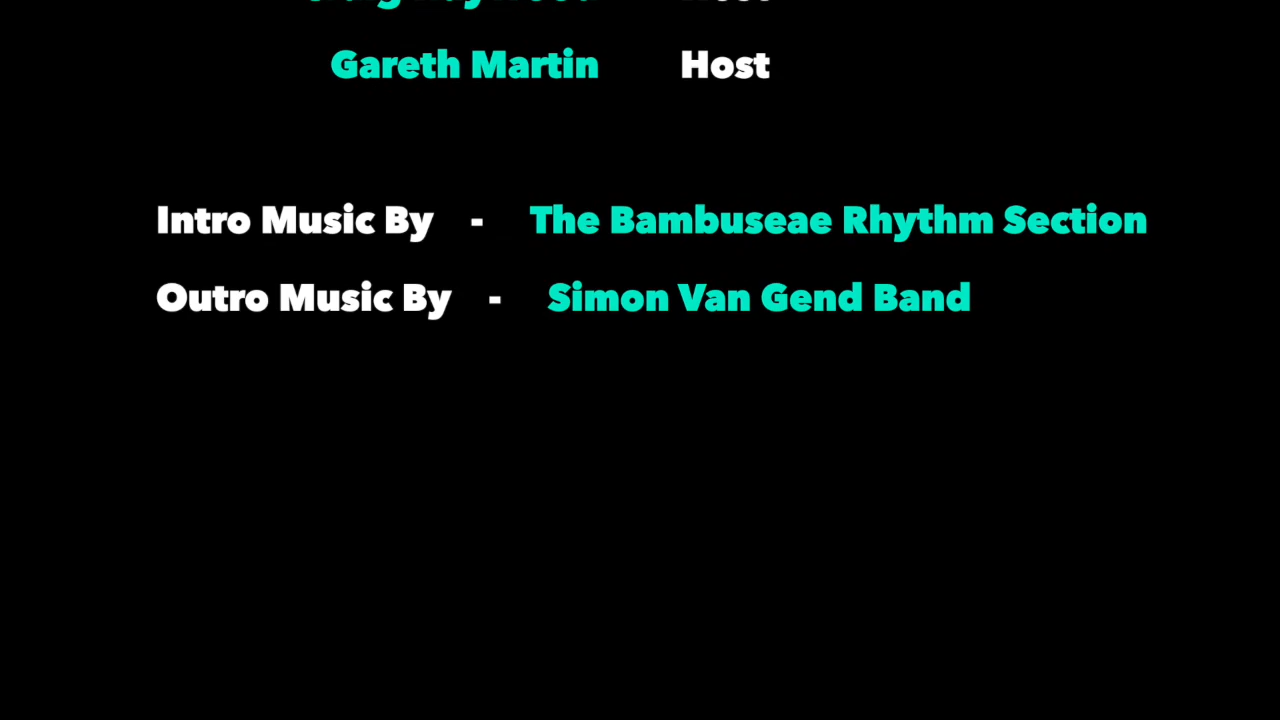 Gareth Martin Host
Intro Music By - The Bambuseae Rhythm Section
Outro Music By - Simon Van Gend Band